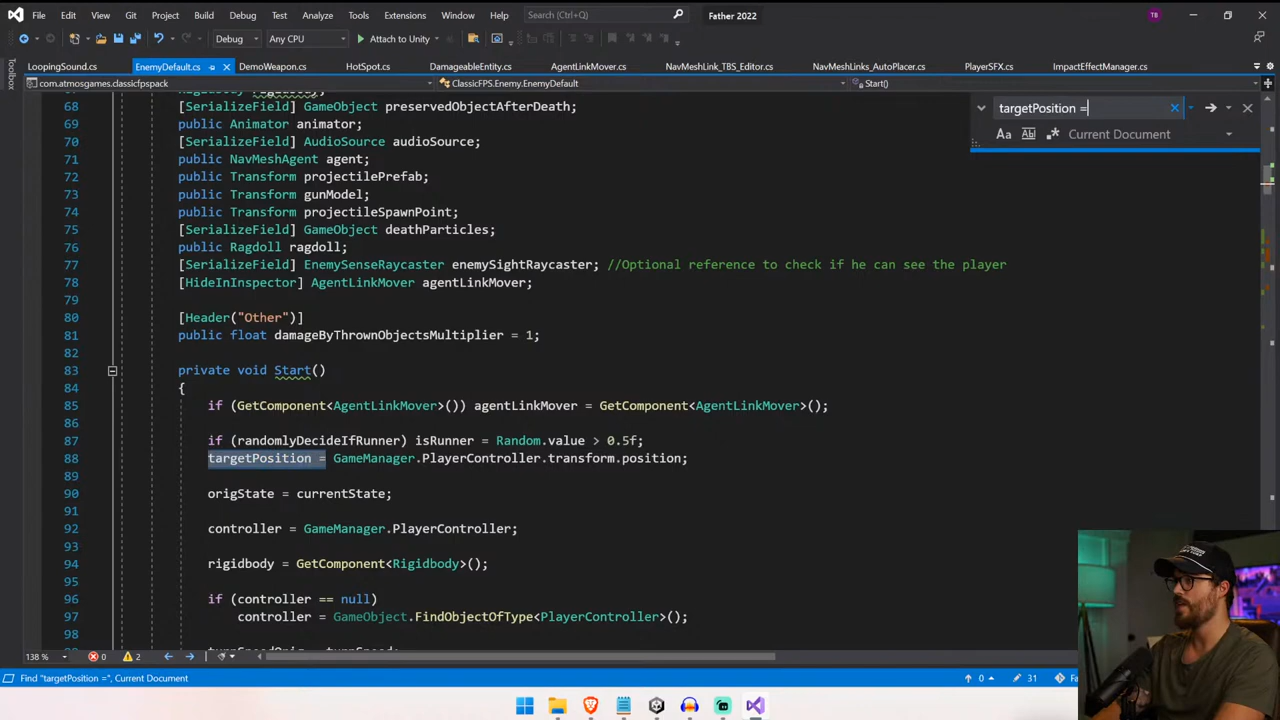 File Edit View Git Project Build Debug Test Analyze Tools Extensions Window Help Search (Ctrl+Q) Father 2022 TB
Debug Any CPU Attach to Unity
Toolbox
LoopingSound.cs EnemyDefault.cs DemoWeapon.cs HotSpot.cs DamageableEntity.cs AgentLinkMover.cs NavMeshLink_TBS_Editor.cs NavMeshLinks_AutoPlacer.cs PlayerSFX.cs ImpactEffectManager.cs
com.atmosgames.classicfpspack ClassicFPS.Enemy.EnemyDefault Start()
targetPosition =
Aa Ab Current Document
68 [SerializeField] GameObject preservedObjectAfterDeath;
69 public Animator animator;
70 [SerializeField] AudioSource audioSource;
71 public NavMeshAgent agent;
72 public Transform projectilePrefab;
73 public Transform gunModel;
74 public Transform projectileSpawnPoint;
75 [SerializeField] GameObject deathParticles;
76 public Ragdoll ragdoll;
77 [SerializeField] EnemySenseRaycaster enemySightRaycaster; //Optional reference to check if he can see the player
78 [HideInInspector] AgentLinkMover agentLinkMover;
79
80 [Header("Other")]
81 public float damageByThrownObjectsMultiplier = 1;
82
83 private void Start()
84 {
85 if (GetComponent<AgentLinkMover>()) agentLinkMover = GetComponent<AgentLinkMover>();
86
87 if (randomlyDecideIfRunner) isRunner = Random.value > 0.5f;
88 targetPosition = GameManager.PlayerController.transform.position;
89
90 origState = currentState;
91
92 controller = GameManager.PlayerController;
93
94 rigidbody = GetComponent<Rigidbody>();
95
96 if (controller == null)
97 controller = GameObject.FindObjectOfType<PlayerController>();
98
138 % 0 2
Find "targetPosition =", Current Document 0 31